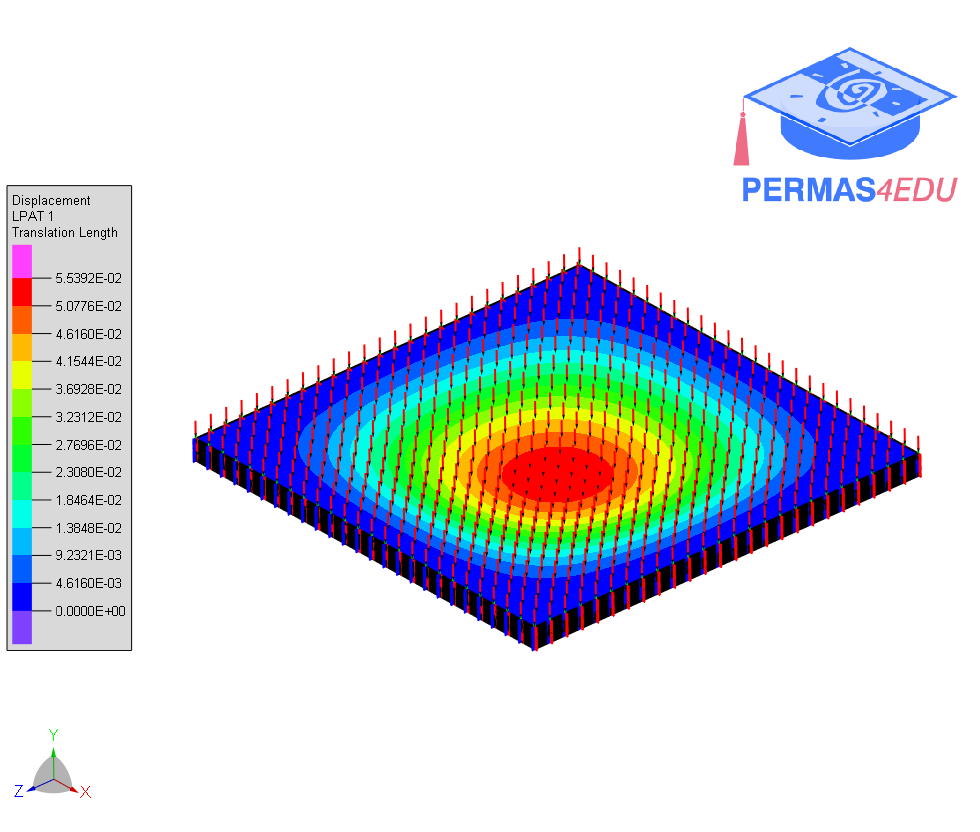 PERMAS4EDU
Displacement
LPAT 1
Translation Length
5.5392E-02
5.0776E-02
4.6160E-02
4.1544E-02
3.6928E-02
3.2312E-02
2.7696E-02
2.3080E-02
1.8464E-02
1.3848E-02
9.2321E-03
4.6160E-03
0.0000E+00
Y
Z
X